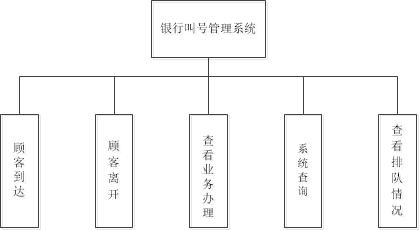 银行叫号管理系统
顾客到达
顾客离开
查看业务办理
系统查询
查看排队情况